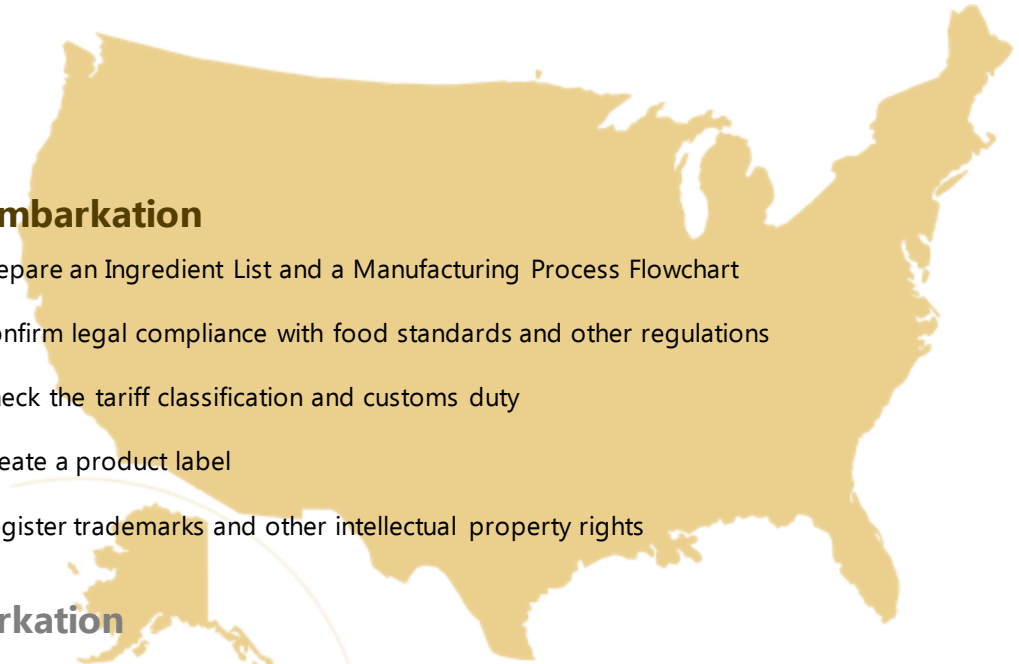 mbarkation
epare an Ingredient List and a Manufacturing Process Flowchart
onfirm legal compliance with food standards and other regulations
eck the tariff classification and customs duty
eate a product label
gister trademarks and other intellectual property rights
rkation